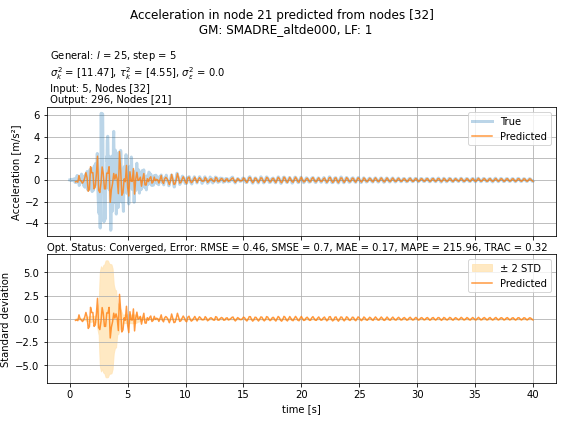 Acceleration in node 21 predicted from nodes [32]
GM: SMADRE_altde000, LF: 1
General: l = 25, step = 5
σ²ₖ = [11.47], τ²ₖ = [4.55], σ²ε = 0.0
Input: 5, Nodes [32]
Output: 296, Nodes [21]
Acceleration [m/s²]
6
4
2
0
−2
−4
True
Predicted
Opt. Status: Converged, Error: RMSE = 0.46, SMSE = 0.7, MAE = 0.17, MAPE = 215.96, TRAC = 0.32
Standard deviation
5.0
2.5
0.0
−2.5
−5.0
± 2 STD
Predicted
0 5 10 15 20 25 30 35 40
time [s]